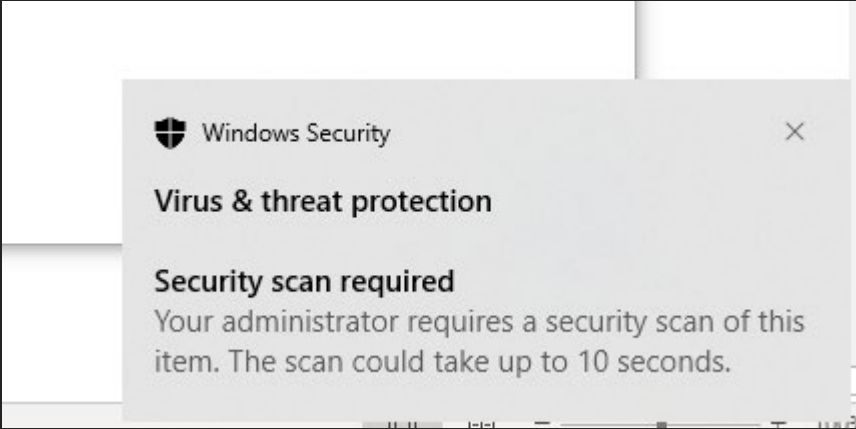 Windows Security
Virus & threat protection
Security scan required
Your administrator requires a security scan of this
item. The scan could take up to 10 seconds.